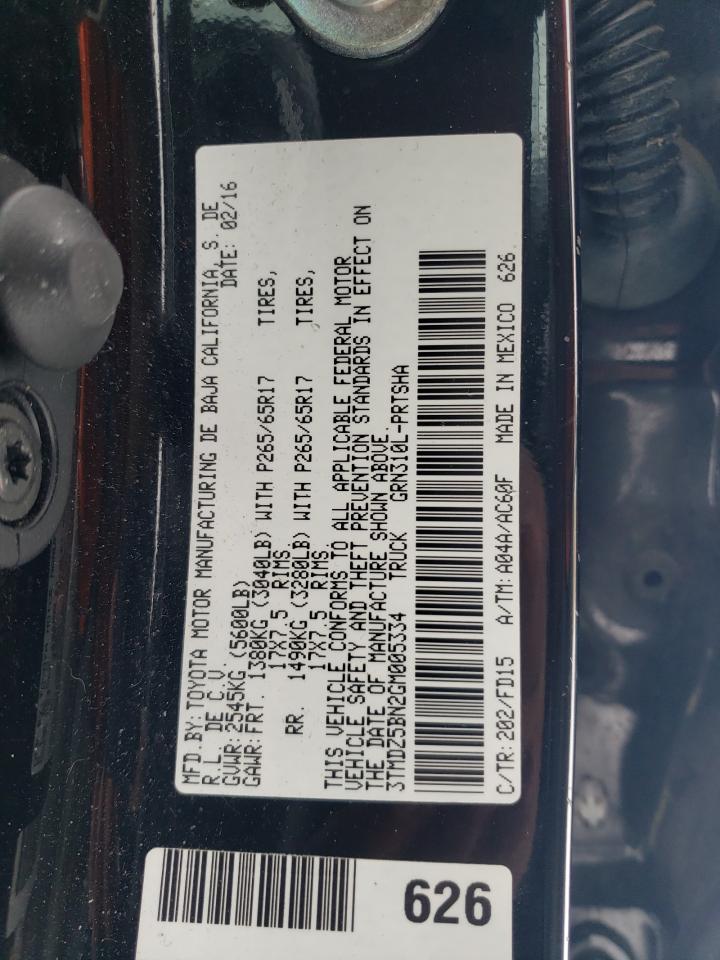 MFD.BY: TOYOTA MOTOR MANUFACTURING DE BAJA CALIFORNIA, S. DE
R.L. DE C.V. DATE: 02/16
GVWR: 2545KG (5600LB)
GAWR: FRT. 1380KG (3040LB) WITH P265/65R17 TIRES,
17X7.5 RIMS
RR. 1490KG (3280LB) WITH P265/65R17 TIRES,
17X7.5 RIMS
THIS VEHICLE CONFORMS TO ALL APPLICABLE FEDERAL MOTOR
VEHICLE SAFETY AND THEFT PREVENTION STANDARDS IN EFFECT ON
THE DATE OF MANUFACTURE SHOWN ABOVE.
3TMDZ5BN2GM005334 TRUCK GRN310L-PRTSHA
C/TR: 202/FD15 A/TM: A04A/AC60F MADE IN MEXICO 626
626